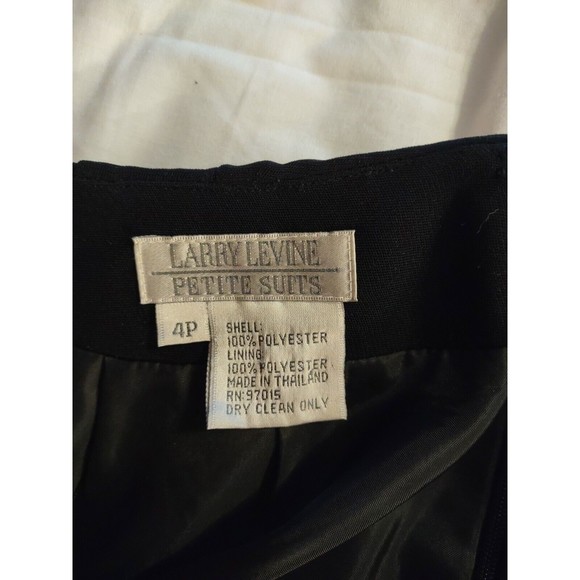 LARRY LEVINE
PETITE SUITS
4P
SHELL:
100% POLYESTER
LINING:
100% POLYESTER
MADE IN THAILAND
RN:97015
DRY CLEAN ONLY